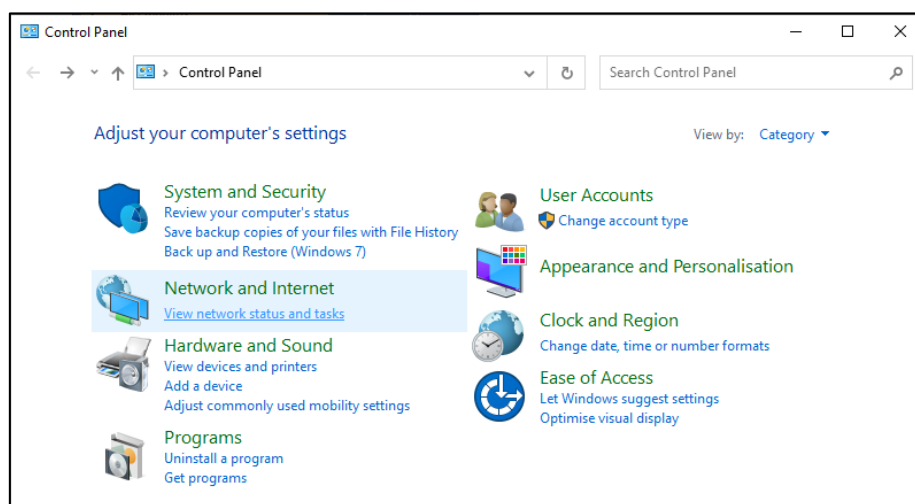 Control Panel
Control Panel
Search Control Panel
Adjust your computer's settings
View by: Category
System and Security
Review your computer's status
Save backup copies of your files with File History
Back up and Restore (Windows 7)
Network and Internet
View network status and tasks
Hardware and Sound
View devices and printers
Add a device
Adjust commonly used mobility settings
Programs
Uninstall a program
Get programs
User Accounts
Change account type
Appearance and Personalisation
Clock and Region
Change date, time or number formats
Ease of Access
Let Windows suggest settings
Optimise visual display